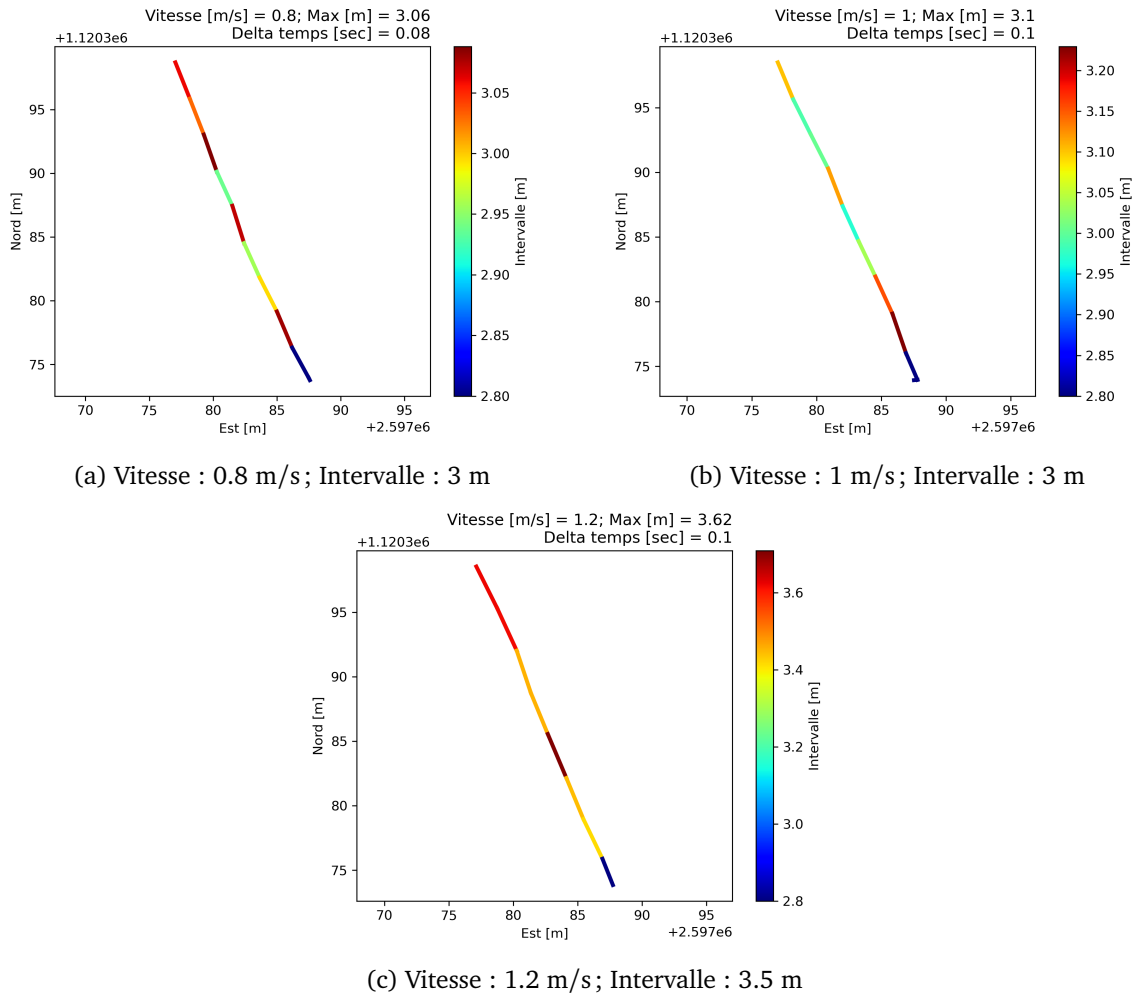 Vitesse [m/s] = 0.8; Max [m] = 3.06
Delta temps [sec] = 0.08
+1.1203e6
95
90
85
80
75
Nord [m]
70 75 80 85 90 95
Est [m]
+2.597e6
3.05
3.00
2.95
2.90
2.85
2.80
Intervalle [m]
(a) Vitesse : 0.8 m/s; Intervalle : 3 m
Vitesse [m/s] = 1; Max [m] = 3.1
Delta temps [sec] = 0.1
+1.1203e6
95
90
85
80
75
Nord [m]
70 75 80 85 90 95
Est [m]
+2.597e6
3.20
3.15
3.10
3.05
3.00
2.95
2.90
2.85
2.80
Intervalle [m]
(b) Vitesse : 1 m/s; Intervalle : 3 m
Vitesse [m/s] = 1.2; Max [m] = 3.62
Delta temps [sec] = 0.1
+1.1203e6
95
90
85
80
75
Nord [m]
70 75 80 85 90 95
Est [m]
+2.597e6
3.6
3.4
3.2
3.0
2.8
Intervalle [m]
(c) Vitesse : 1.2 m/s; Intervalle : 3.5 m